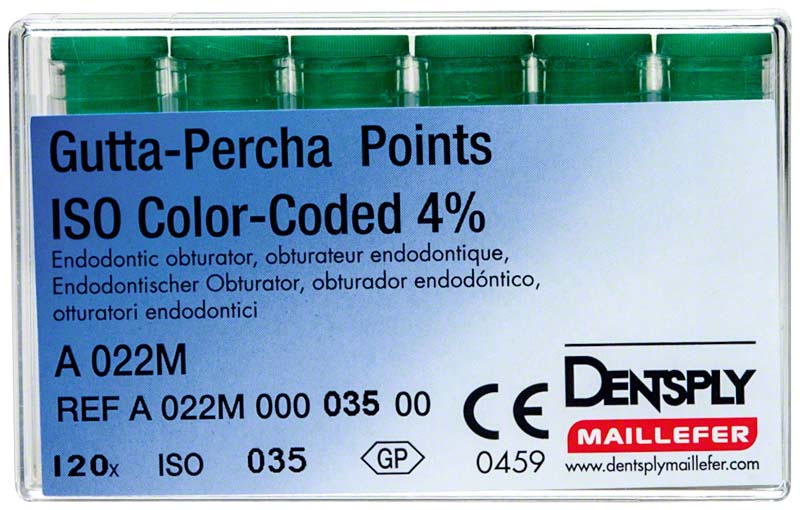 Gutta-Percha Points
ISO Color-Coded 4%
Endodontic obturator, obturateur endodontique,
Endodontischer Obturator, obturador endodóntico,
otturatori endodontici
A 022M
REF A 022M 000 035 00
120x ISO 035 GP
CE 0459
DENTSPLY
MAILLEFER
www.dentsplymaillefer.com